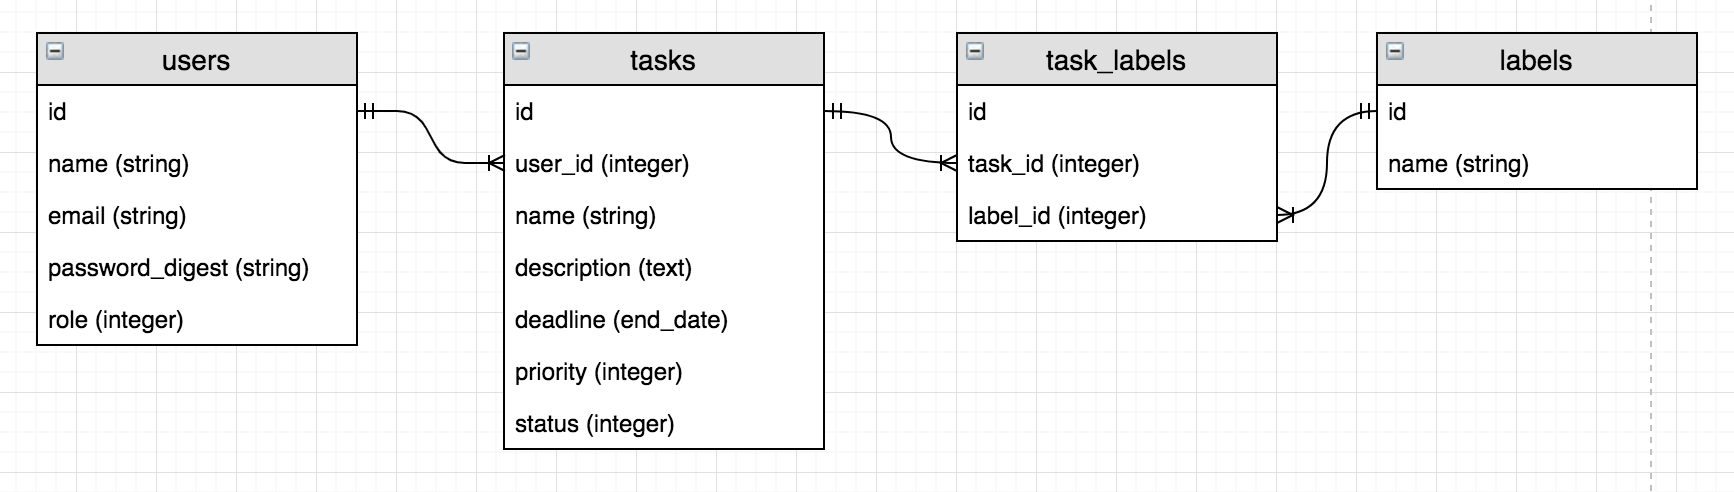 users
id
name (string)
email (string)
password_digest (string)
role (integer)
tasks
id
user_id (integer)
name (string)
description (text)
deadline (end_date)
priority (integer)
status (integer)
task_labels
id
task_id (integer)
label_id (integer)
labels
id
name (string)